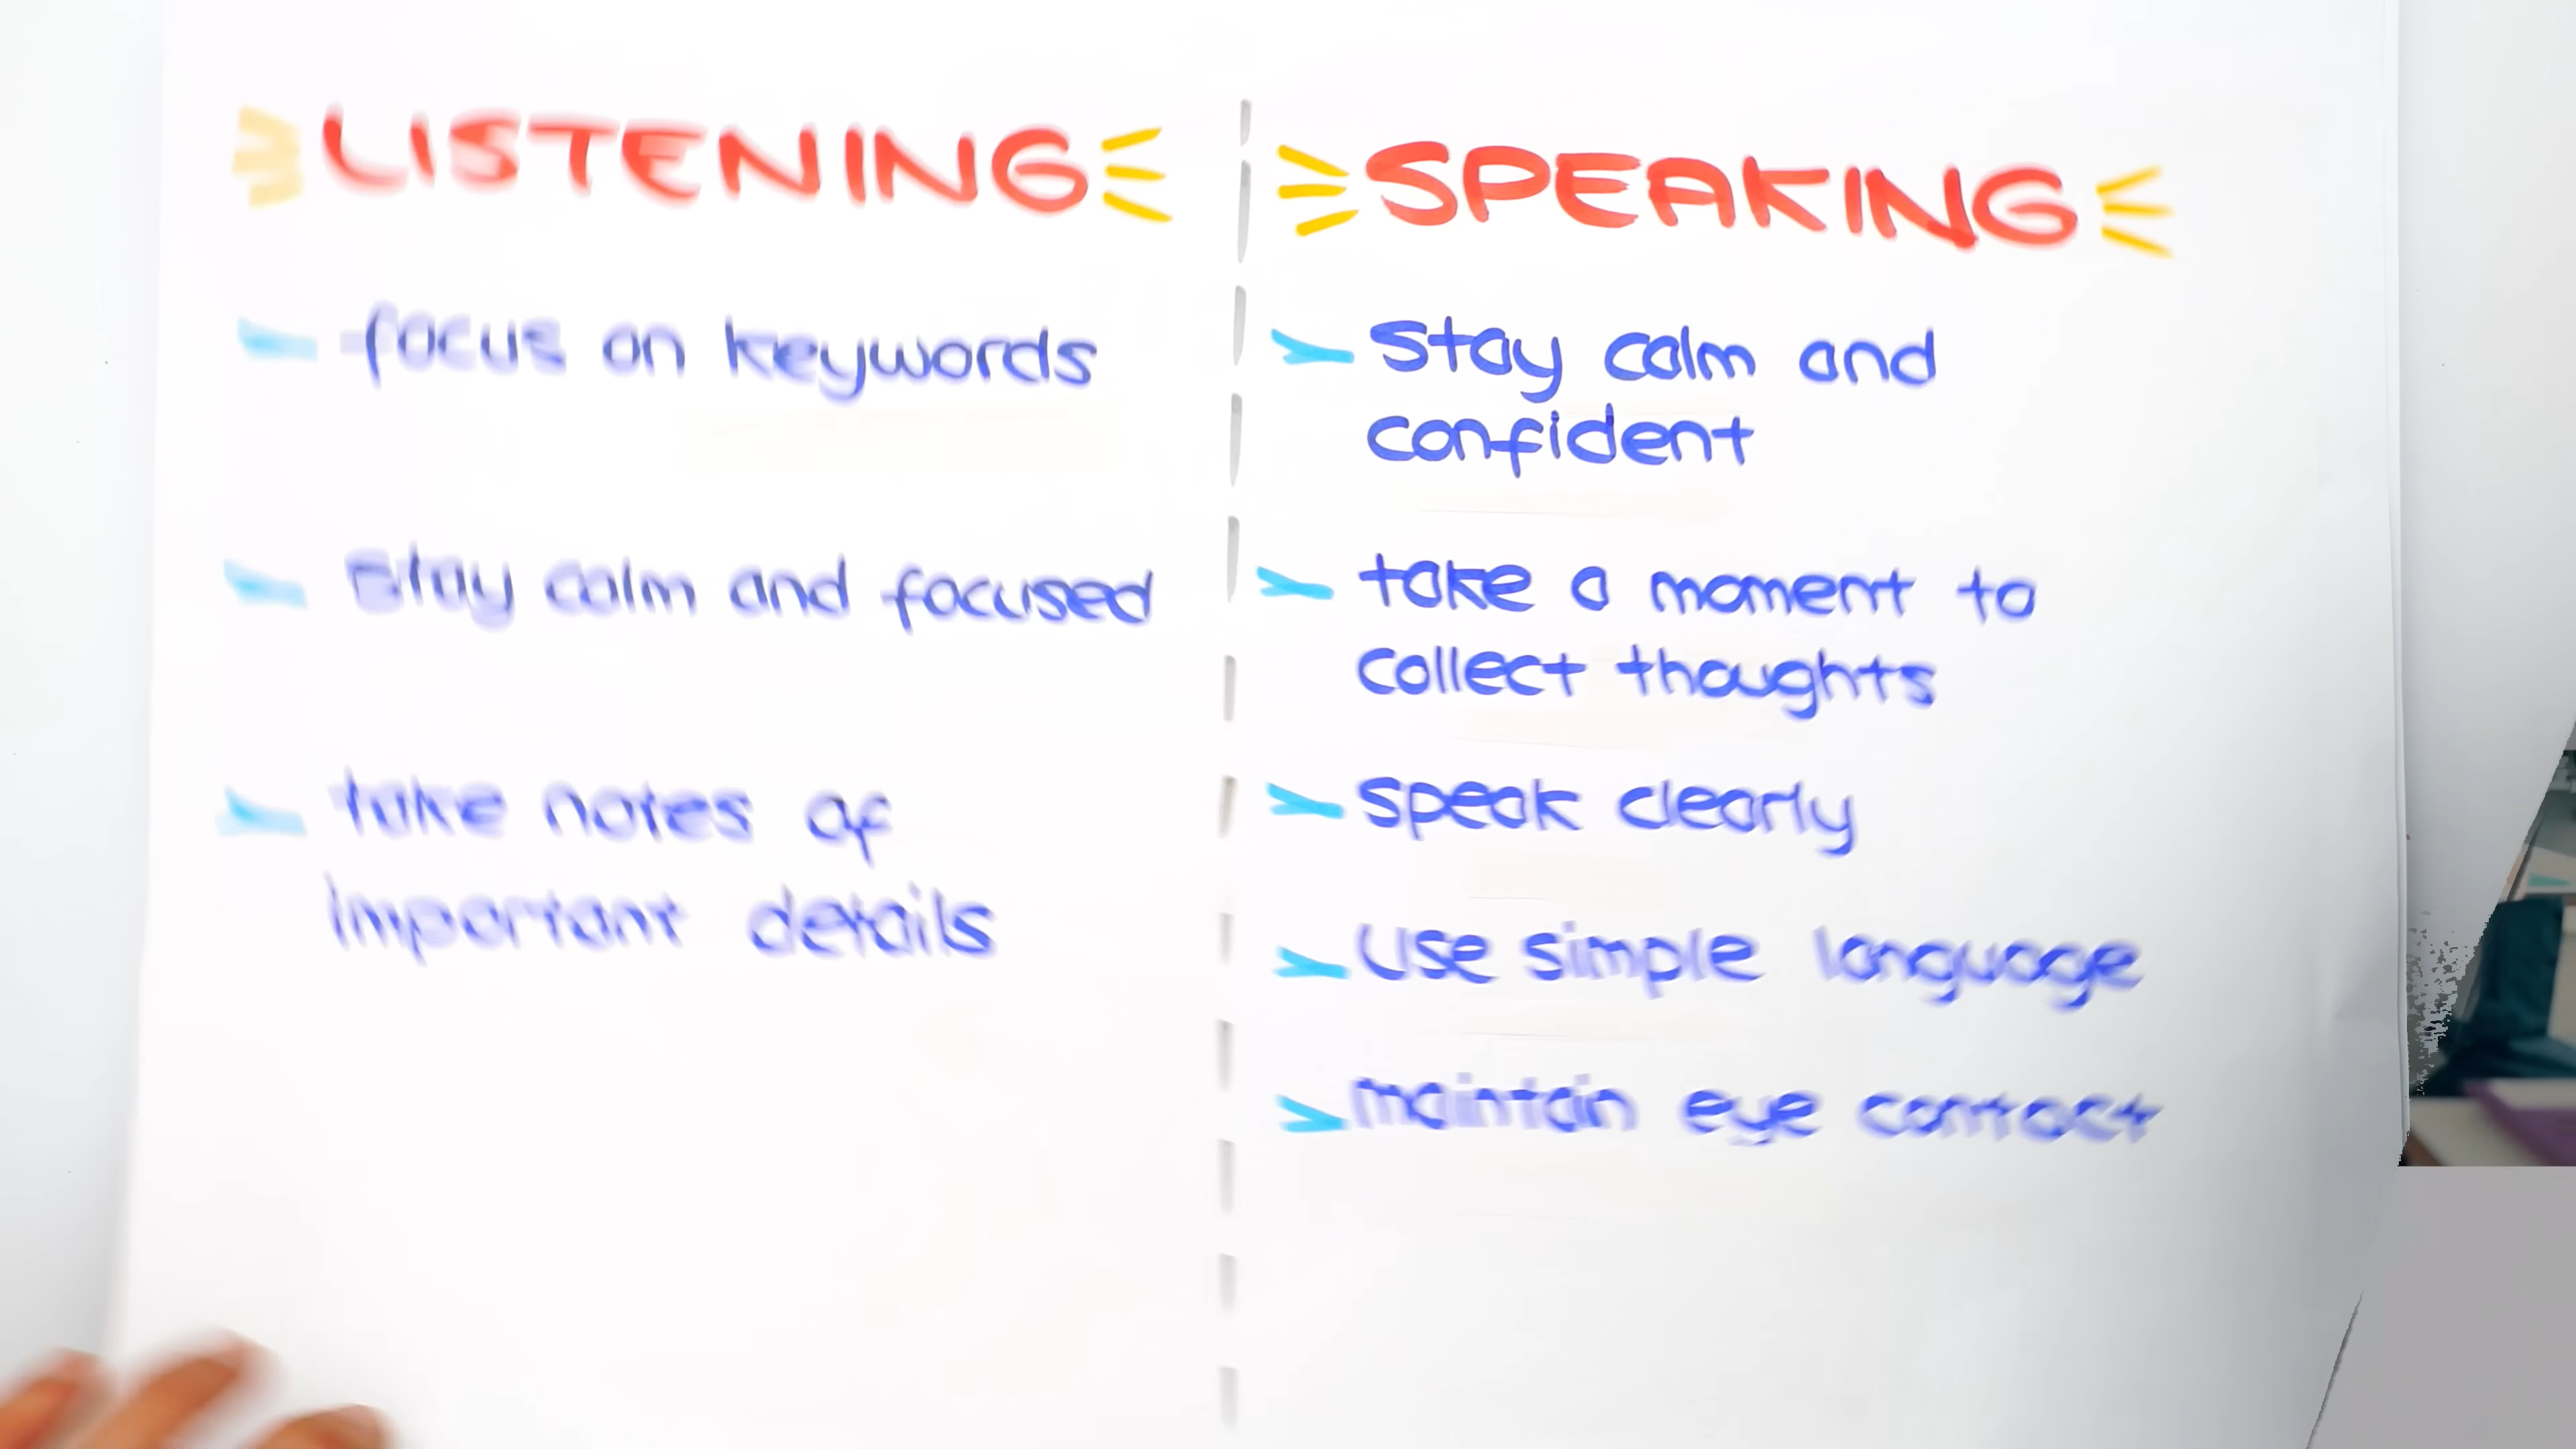 LISTENING
focus on keywords
stay calm and focused
take notes of
important details
SPEAKING
Stay calm and
confident
take a moment to
collect thoughts
speak clearly
Use simple language
maintain eye contact